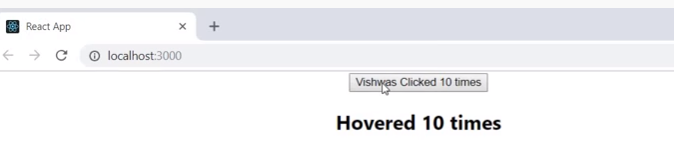 React App
localhost:3000
Vishwas Clicked 10 times
Hovered 10 times